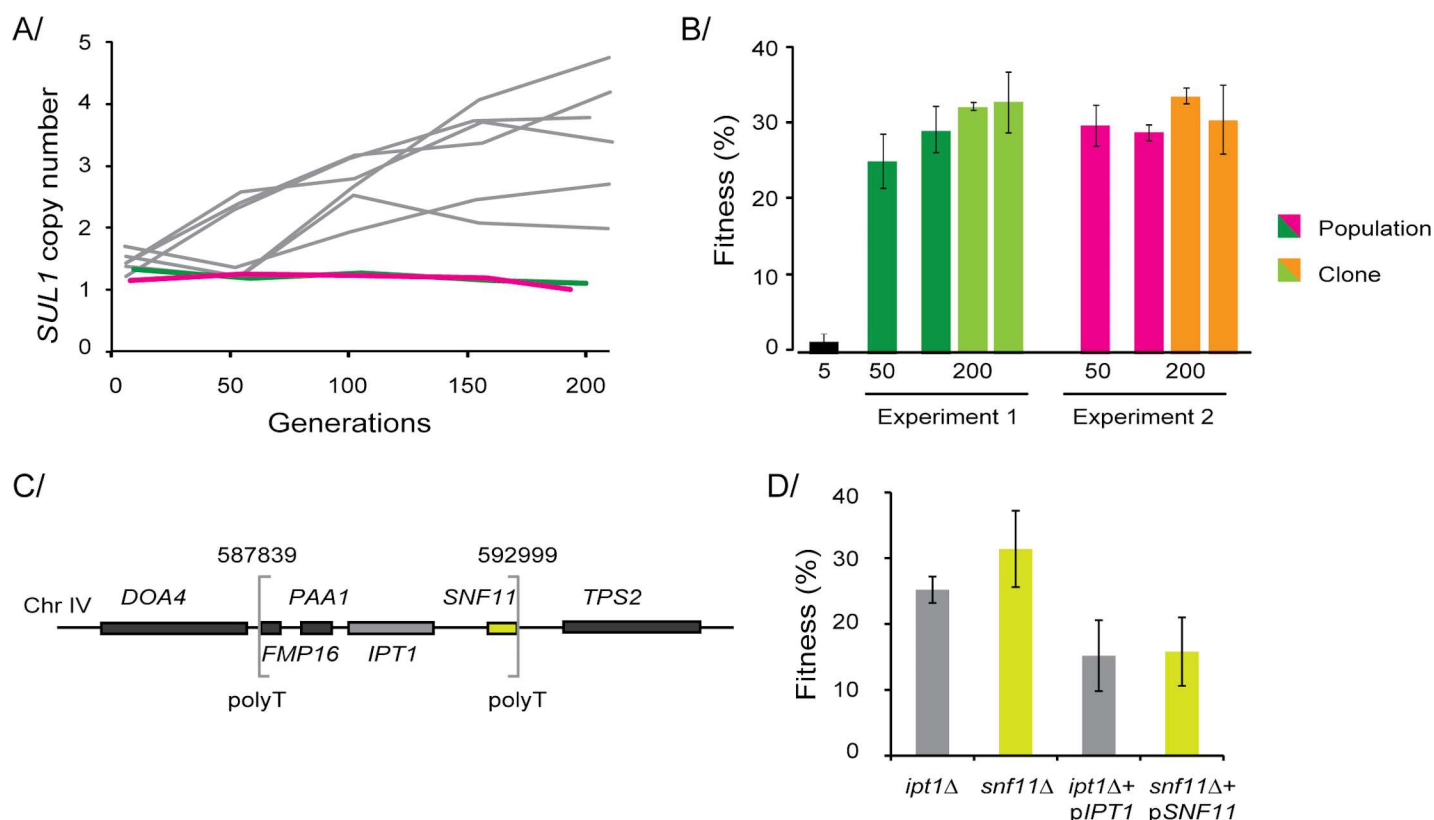 A/
5
4
3
2
1
0
SUL1 copy number
0 50 100 150 200
Generations
B/
40
30
20
10
0
Fitness (%)
5 50 200 50 200
Experiment 1 Experiment 2
Population
Clone
C/
587839 592999
Chr IV DOA4 PAA1 SNF11 TPS2
FMP16 IPT1
polyT polyT
D/
40
30
20
10
0
Fitness (%)
ipt1Δ snf11Δ ipt1Δ+ snf11Δ+
pIPT1 pSNF11